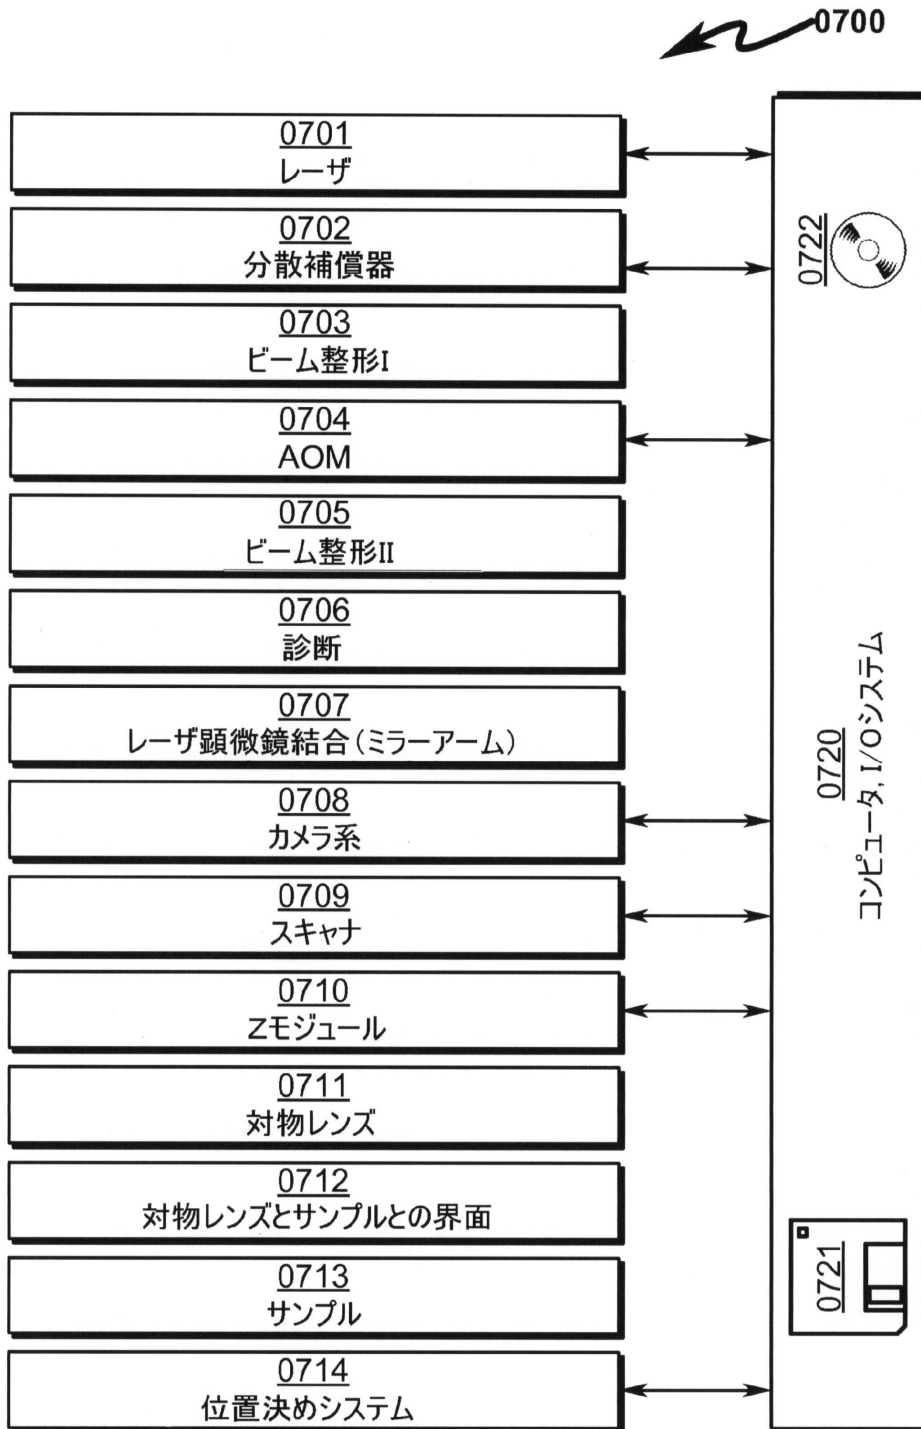 0700
0701
レーザ
0702
分散補償器
0703
ビーム整形I
0704
AOM
0705
ビーム整形II
0706
診断
0707
レーザ顕微鏡結合(ミラーアーム)
0708
カメラ系
0709
スキャナ
0710
Zモジュール
0711
対物レンズ
0712
対物レンズとサンプルとの界面
0713
サンプル
0714
位置決めシステム
0722
0720
コンピュータ, I/Oシステム
0721